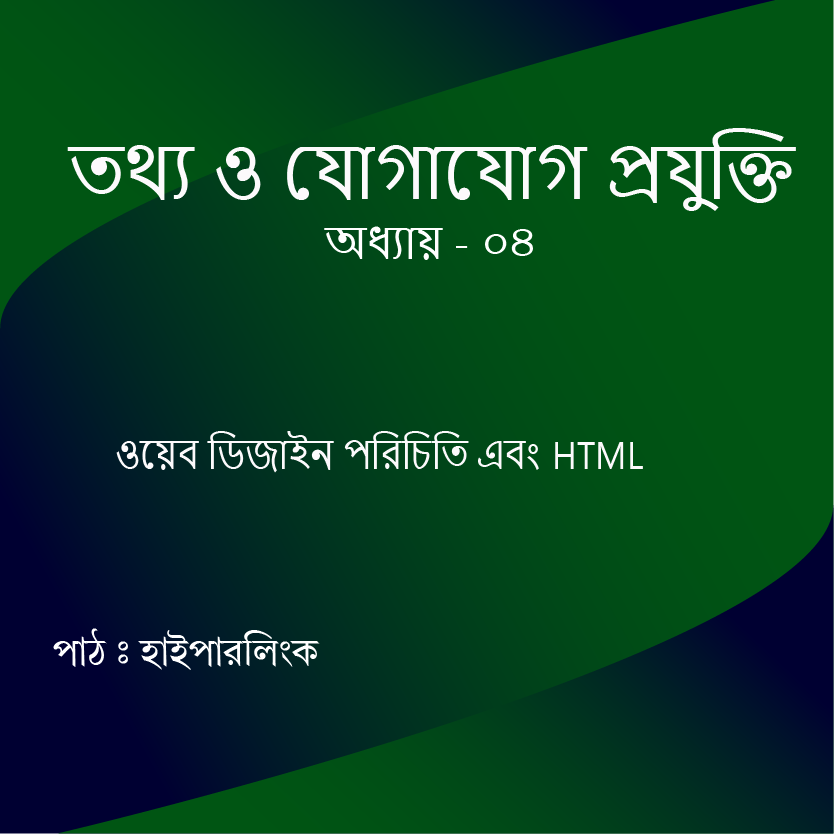 তথ্য ও যোগাযোগ প্রযুক্তি
অধ্যায় - ০৪
ওয়েব ডিজাইন পরিচিতি এবং HTML
পাঠ ঃ হাইপারলিংক